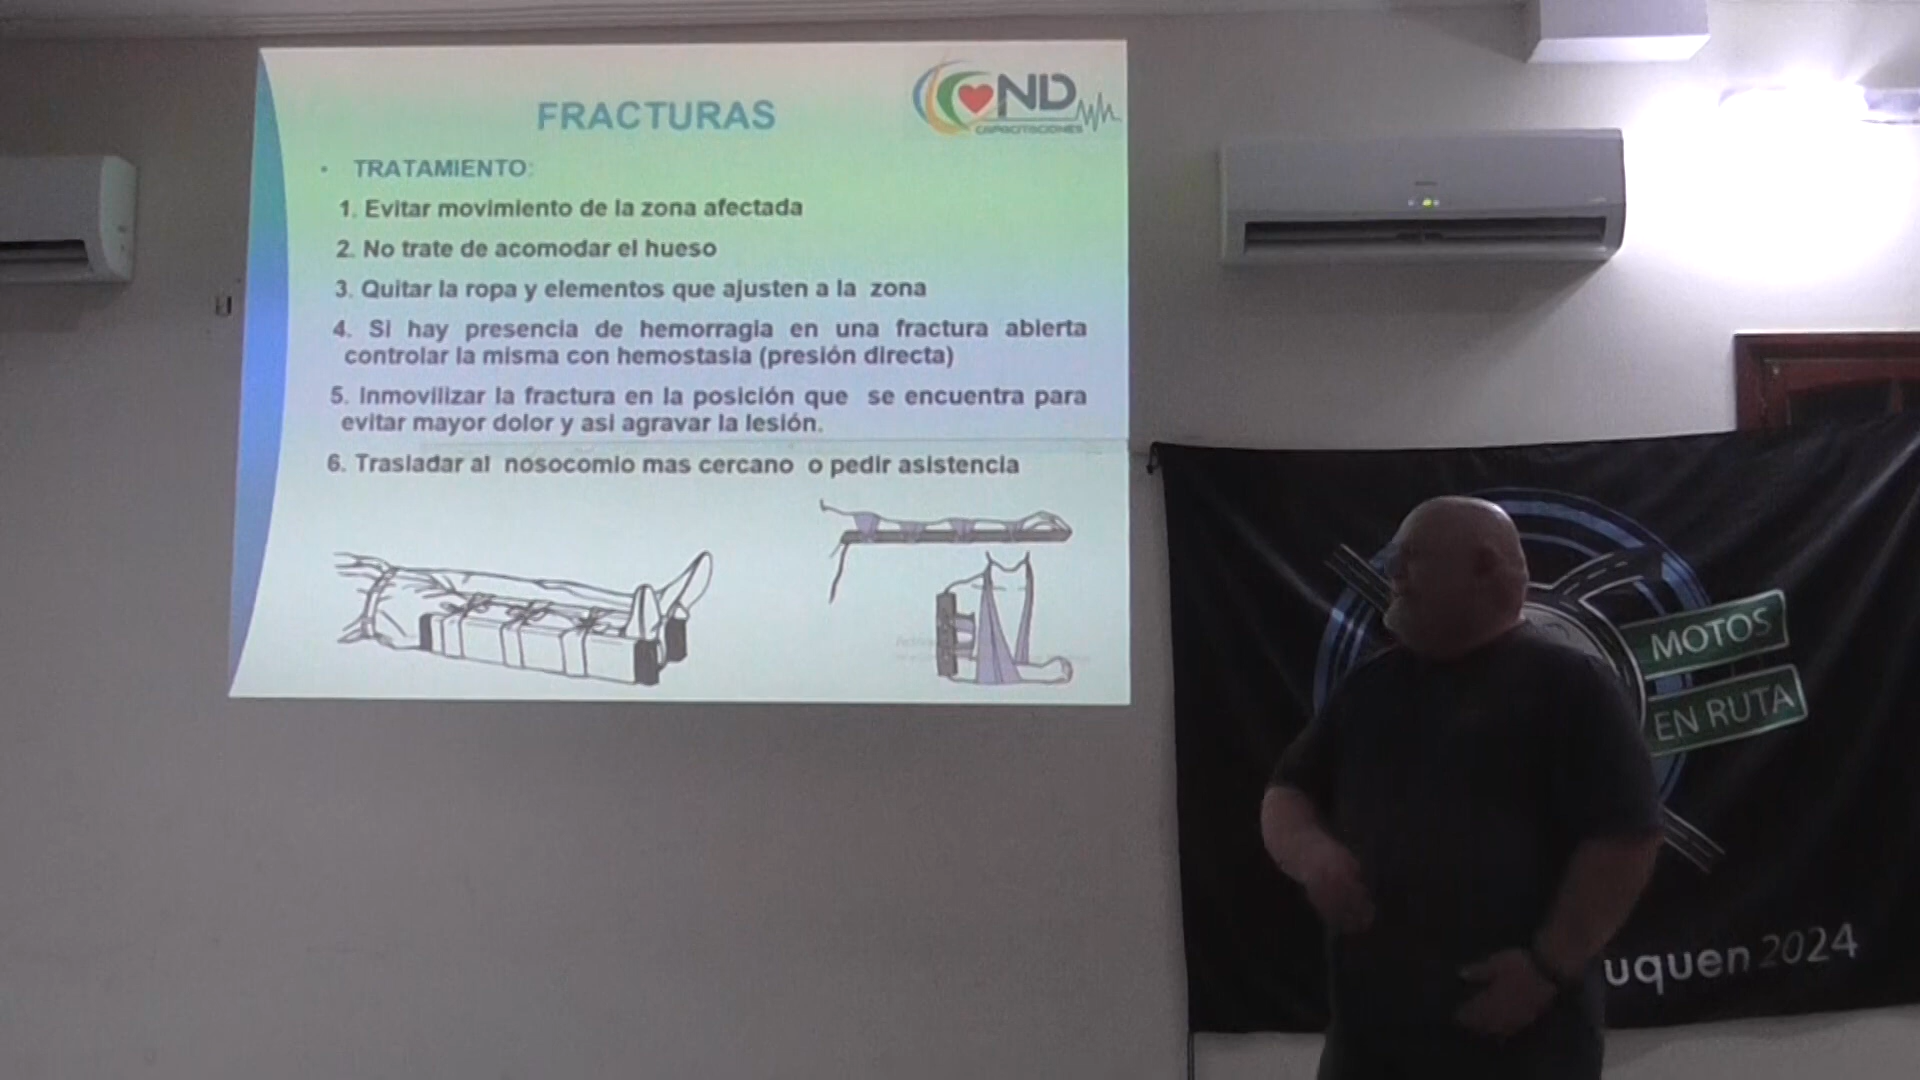 FRACTURAS
ND
CAPACITACIONES
• TRATAMIENTO:
1. Evitar movimiento de la zona afectada
2. No trate de acomodar el hueso
3. Quitar la ropa y elementos que ajusten a la zona
4. Si hay presencia de hemorragia en una fractura abierta
controlar la misma con hemostasia (presión directa)
5. Inmovilizar la fractura en la posición que se encuentra para
evitar mayor dolor y asi agravar la lesión.
6. Trasladar al nosocomio mas cercano o pedir asistencia
MOTOS
EN RUTA
uquen 2024